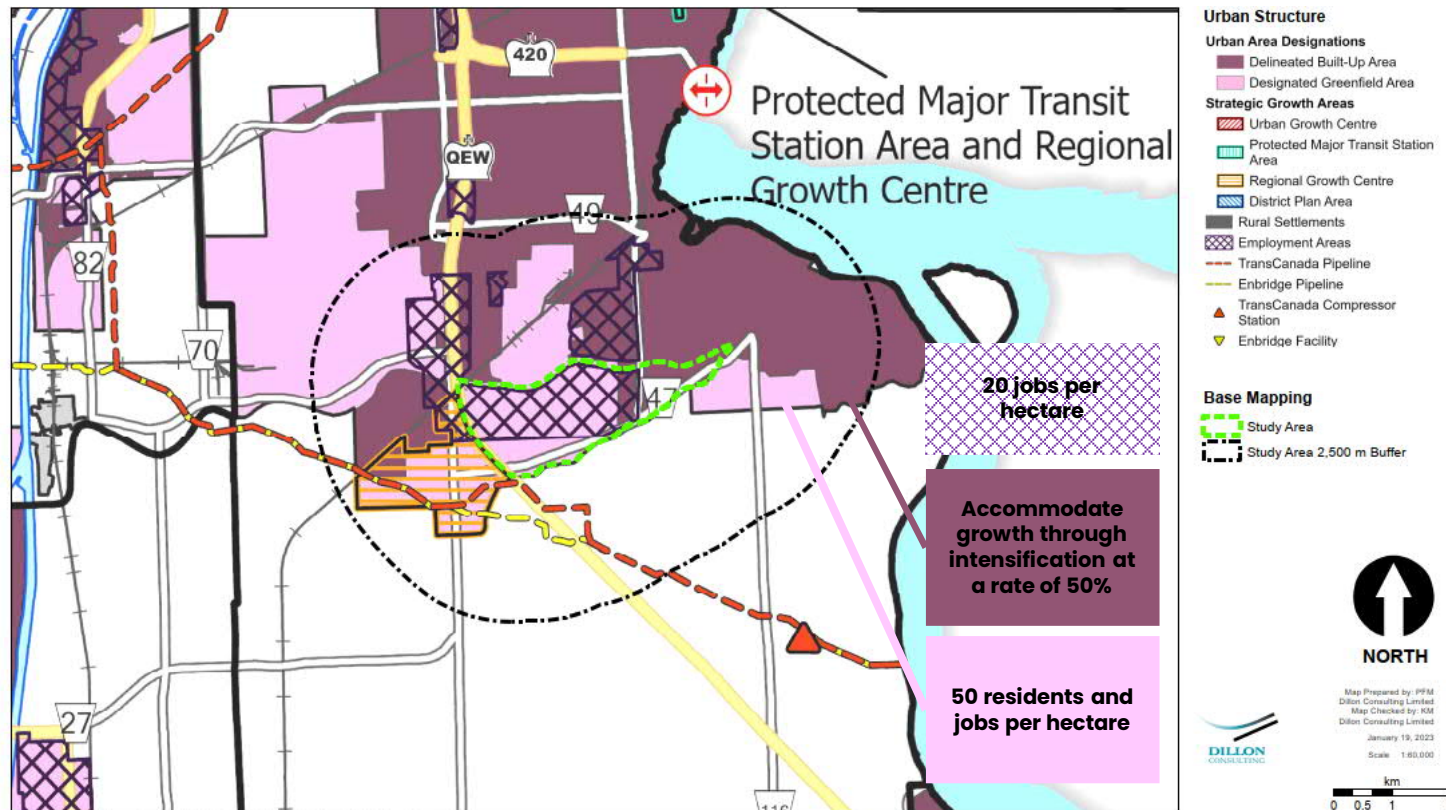 420
Protected Major Transit
Station Area and Regional
Growth Centre
QEW
49
82
70
47
27
116
20 jobs per
hectare
Accommodate
growth through
intensification at
a rate of 50%
50 residents and
jobs per hectare
Urban Structure
Urban Area Designations
Delineated Built-Up Area
Designated Greenfield Area
Strategic Growth Areas
Urban Growth Centre
Protected Major Transit Station
Area
Regional Growth Centre
District Plan Area
Rural Settlements
Employment Areas
TransCanada Pipeline
Enbridge Pipeline
TransCanada Compressor
Station
Enbridge Facility
Base Mapping
Study Area
Study Area 2,500 m Buffer
NORTH
Map Prepared by: PFM
Dillon Consulting Limited
Map Checked by: KM
Dillon Consulting Limited
January 19, 2023
Scale 1:60,000
DILLON
CONSULTING
km
0 0.5 1